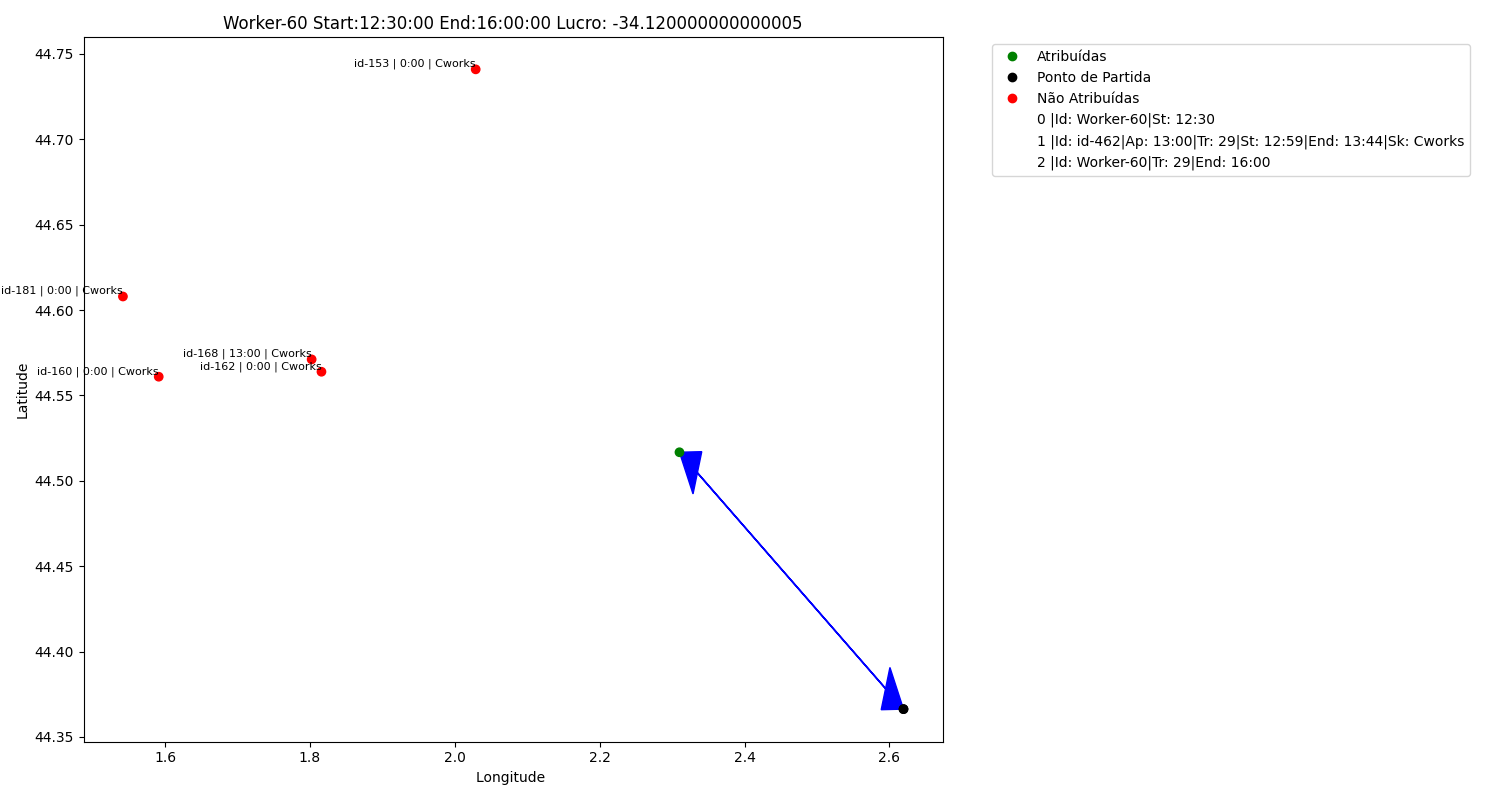 Worker-60 Start:12:30:00 End:16:00:00 Lucro: -34.120000000000005
44.75
44.70
44.65
44.60
44.55
44.50
44.45
44.40
44.35
Latitude
id-153 | 0:00 | Cworks
id-181 | 0:00 | Cworks
id-168 | 13:00 | Cworks
id-162 | 0:00 | Cworks
id-160 | 0:00 | Cworks
1.6
1.8
2.0
2.2
2.4
2.6
Longitude
Atribuídas
Ponto de Partida
Não Atribuídas
0 |Id: Worker-60|St: 12:30
1 |Id: id-462|Ap: 13:00|Tr: 29|St: 12:59|End: 13:44|Sk: Cworks
2 |Id: Worker-60|Tr: 29|End: 16:00